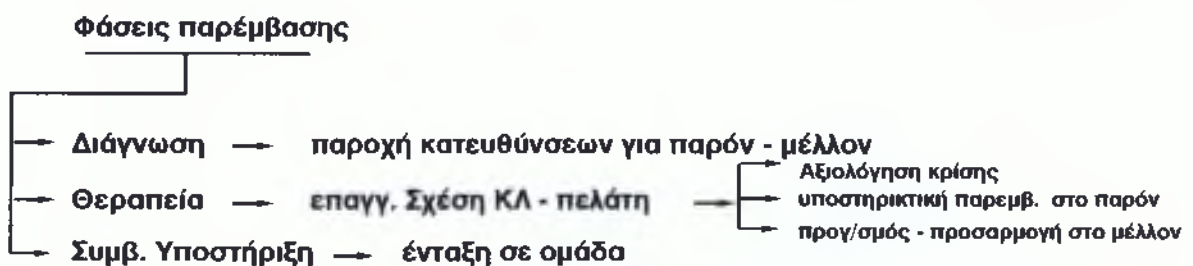 Φάσεις παρέμβασης
Διάγνωση → παροχή κατευθύνσεων για παρόν - μέλλον
Θεραπεία → επαγγ. Σχέση ΚΛ - πελάτη →
Αξιολόγηση κρίσης
υποστηρικτική παρεμβ. στο παρόν
προγ/σμός - προσαρμογή στο μέλλον
Συμβ. Υποστήριξη → ένταξη σε ομάδα